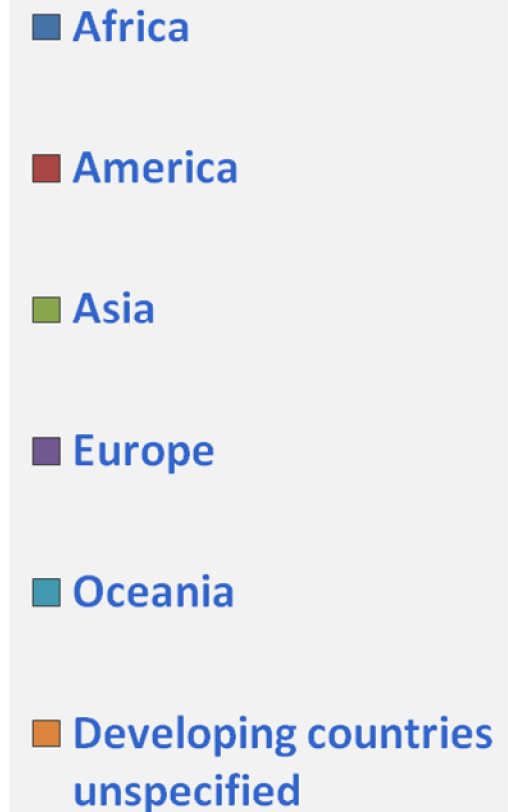 Africa
America
Asia
Europe
Oceania
Developing countries
unspecified